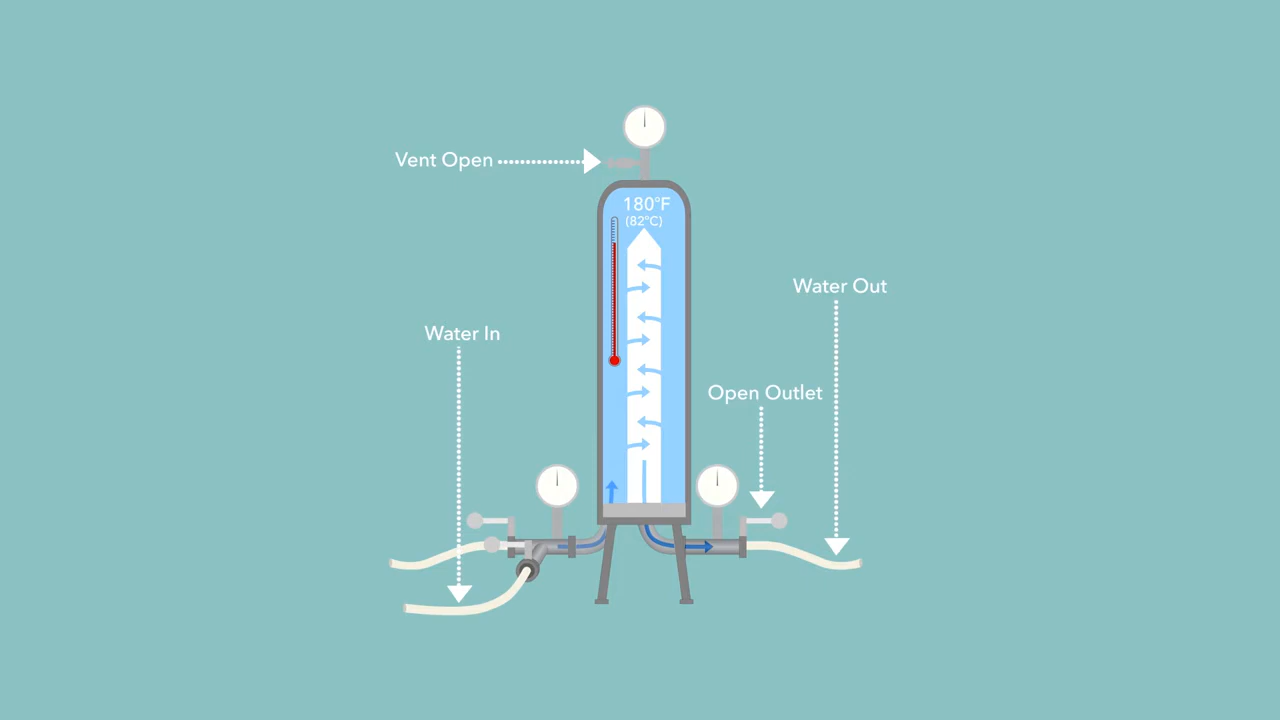 Vent Open
180°F
(82°C)
Water Out
Water In
Open Outlet